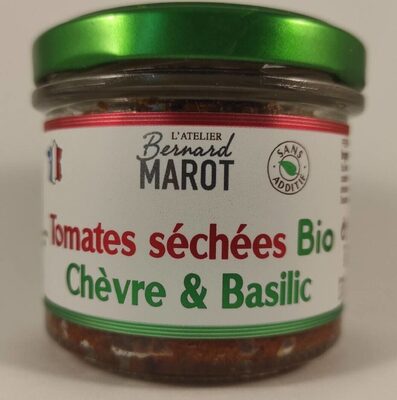 L'ATELIER
Bernard
MAROT
SANS
ADDITIF
Tomates séchées Bio
Chèvre & Basilic